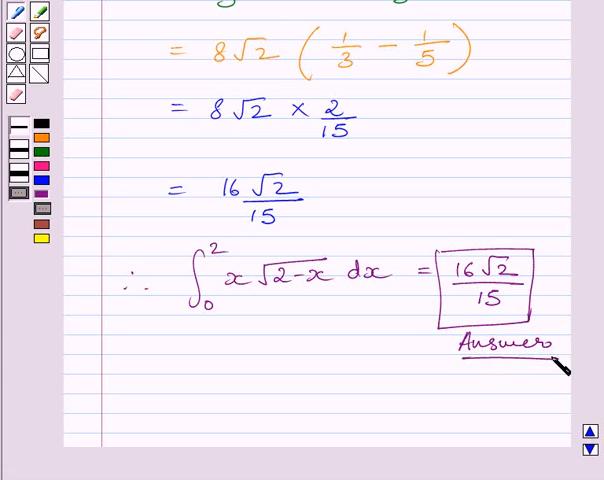 = 8√2 (1/3 − 1/5)
= 8√2 × 2/15
= 16√2/15
∴ ∫₀² x √(2−x) dx = 16√2/15
Answer